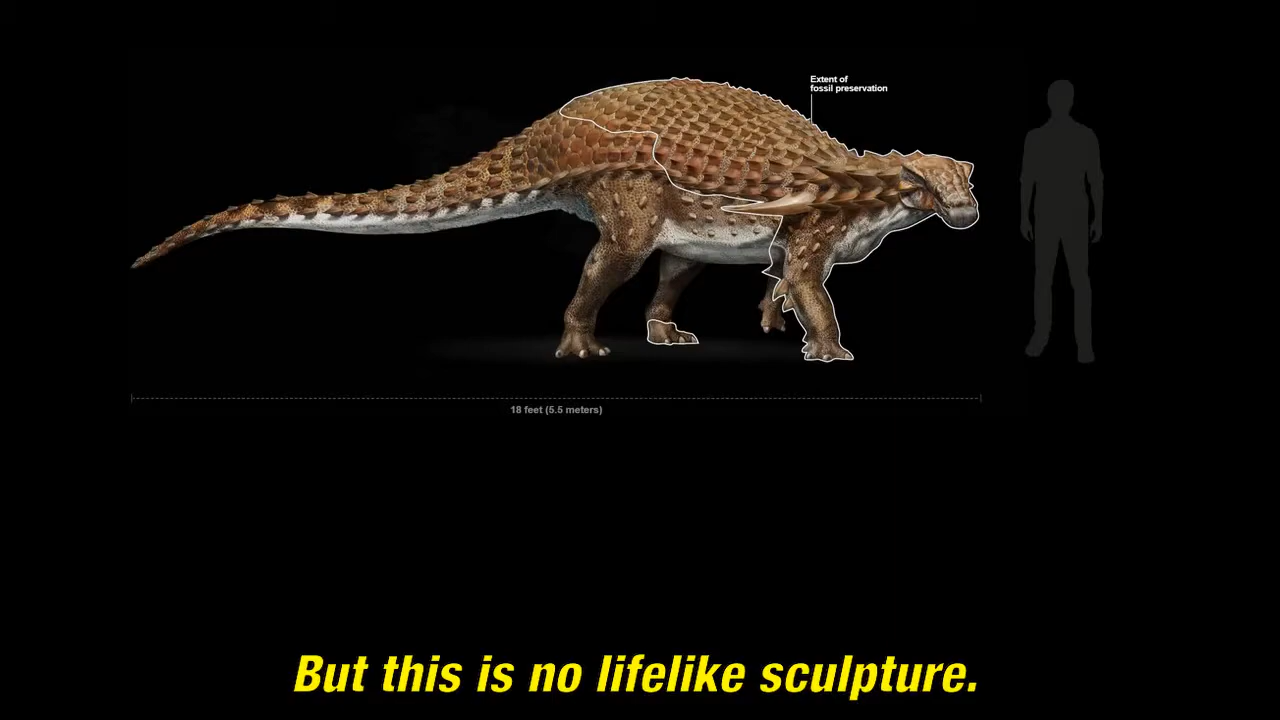 Extent of
fossil preservation
18 feet (5.5 meters)
But this is no lifelike sculpture.